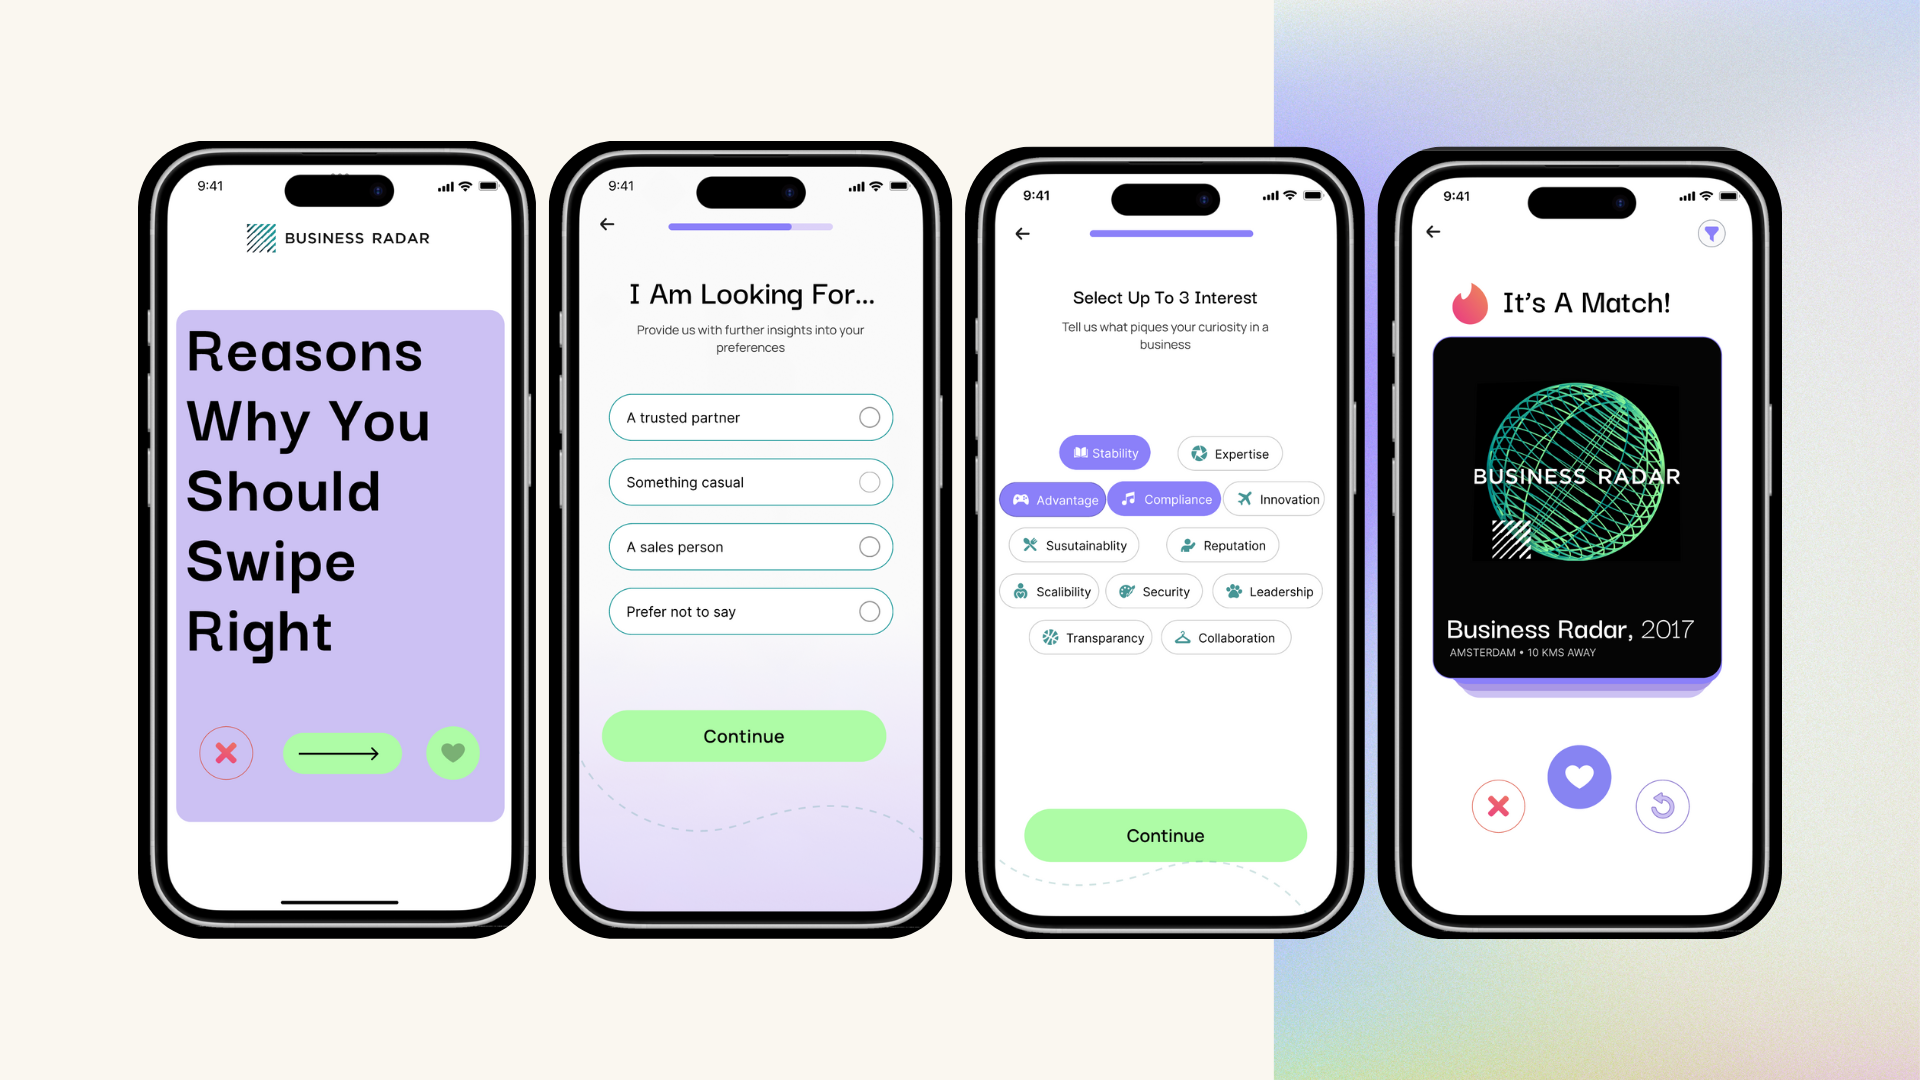 9:41
BUSINESS RADAR
Reasons
Why You
Should
Swipe
Right
9:41
I Am Looking For...
Provide us with further insights into your
preferences
A trusted partner
Something casual
A sales person
Prefer not to say
Continue
9:41
Select Up To 3 Interest
Tell us what piques your curiosity in a
business
Stability
Expertise
Advantage
Compliance
Innovation
Susutainablity
Reputation
Scalibility
Security
Leadership
Transparancy
Collaboration
Continue
9:41
It's A Match!
BUSINESS RADAR
Business Radar, 2017
AMSTERDAM • 10 KMS AWAY